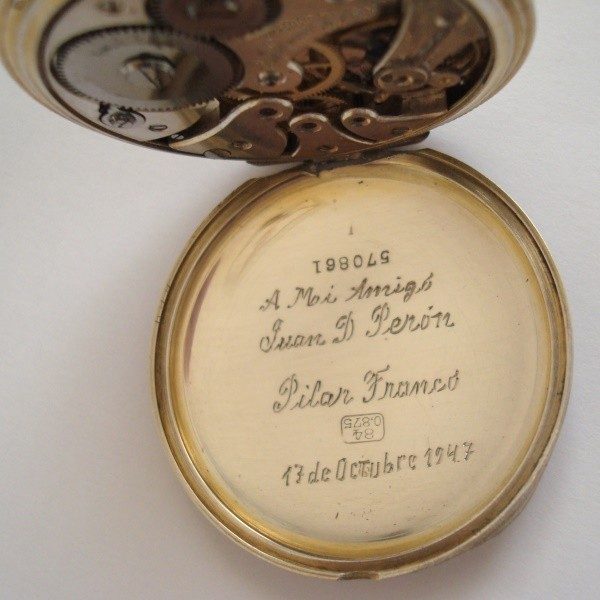 570861
A Mi Amigo
Juan D Perón
Pilar Franco
84
0.875
17 de Octubre 1947